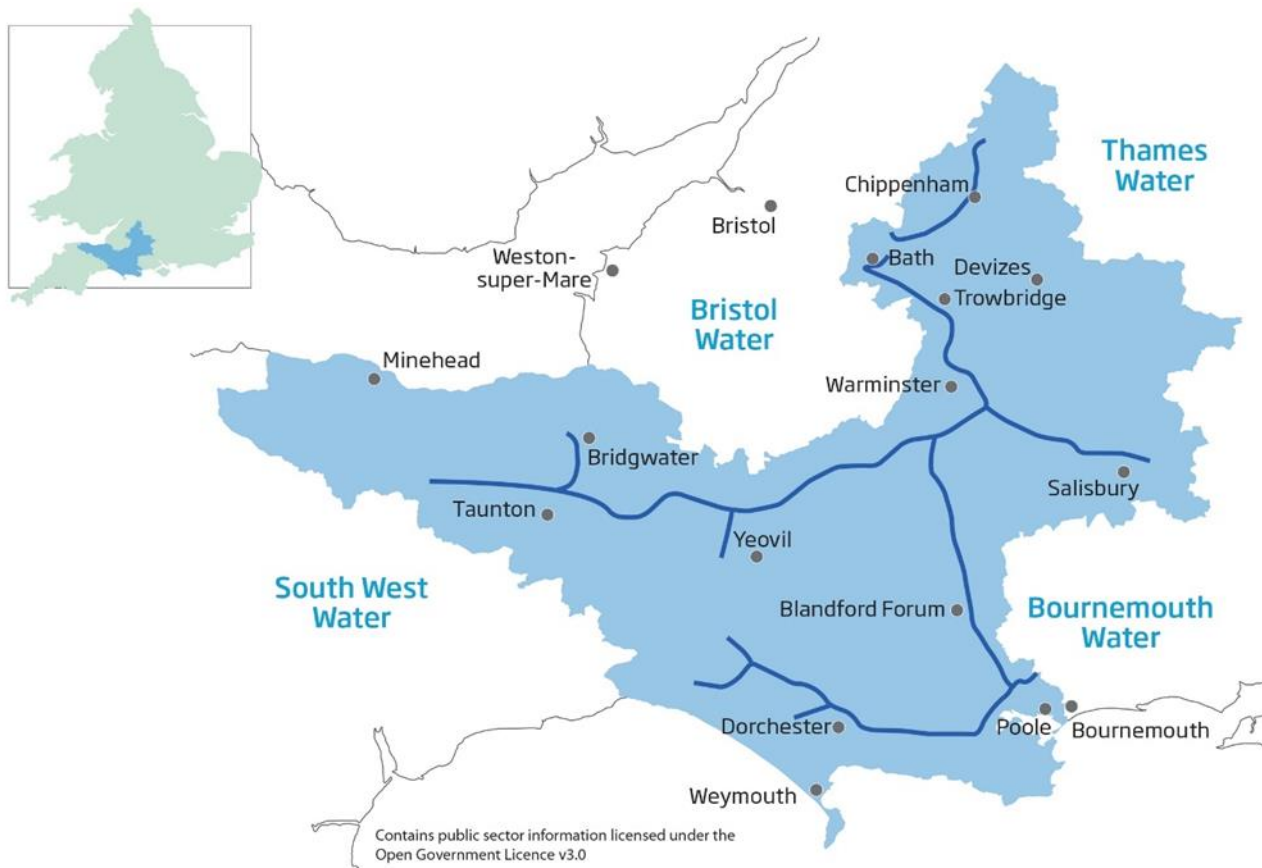 Thames
Water
Chippenham
Bristol
Weston-
super-Mare
Bath
Devizes
Trowbridge
Bristol
Water
Minehead
Warminster
Bridgwater
Salisbury
Taunton
Yeovil
South West
Water
Blandford Forum
Bournemouth
Water
Dorchester
Poole
Bournemouth
Weymouth
Contains public sector information licensed under the
Open Government Licence v3.0